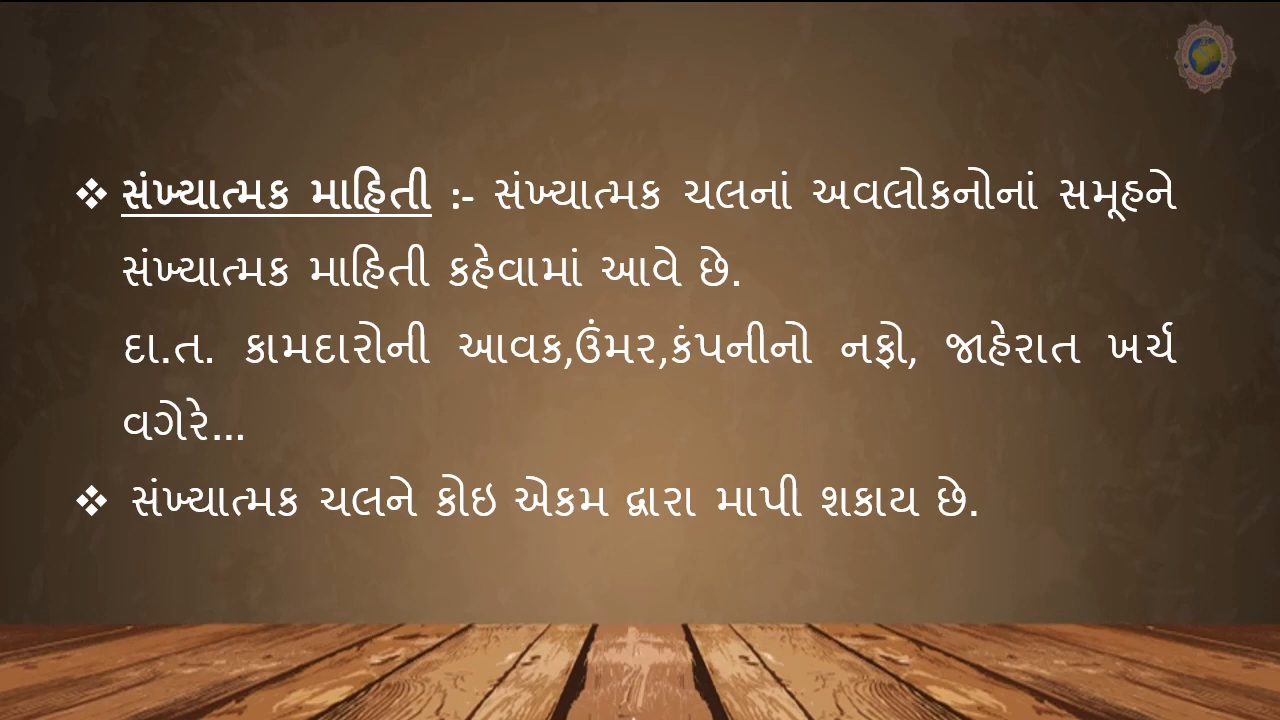 ❖ સંખ્યાત્મક માહિતી :- સંખ્યાત્મક ચલનાં અવલોકનોનાં સમૂહને
સંખ્યાત્મક માહિતી કહેવામાં આવે છે.
દા.ત. કામદારોની આવક,ઉંમર,કંપનીનો નફો, જાહેરાત ખર્ચ
વગેરે...
❖ સંખ્યાત્મક ચલને કોઇ એકમ દ્વારા માપી શકાય છે.